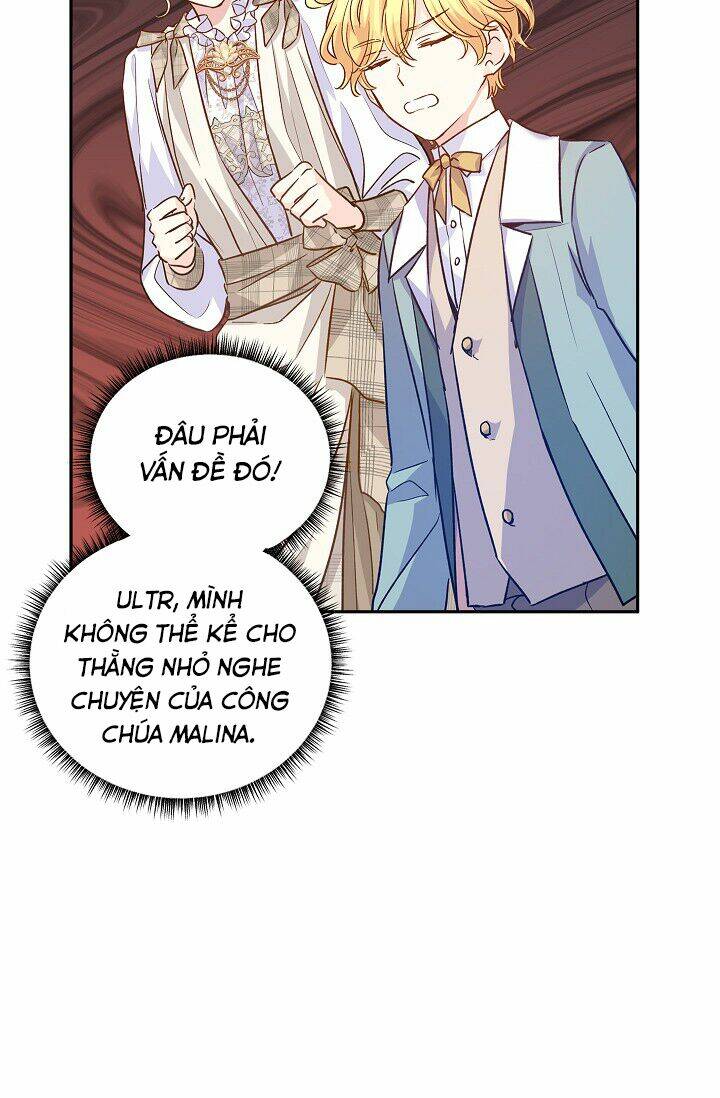 ĐÂU PHẢI
VẤN ĐỀ ĐÓ!
ULTR, MÌNH
KHÔNG THỂ KỂ CHO
THẰNG NHỎ NGHE
CHUYỆN CỦA CÔNG
CHÚA MALINA.